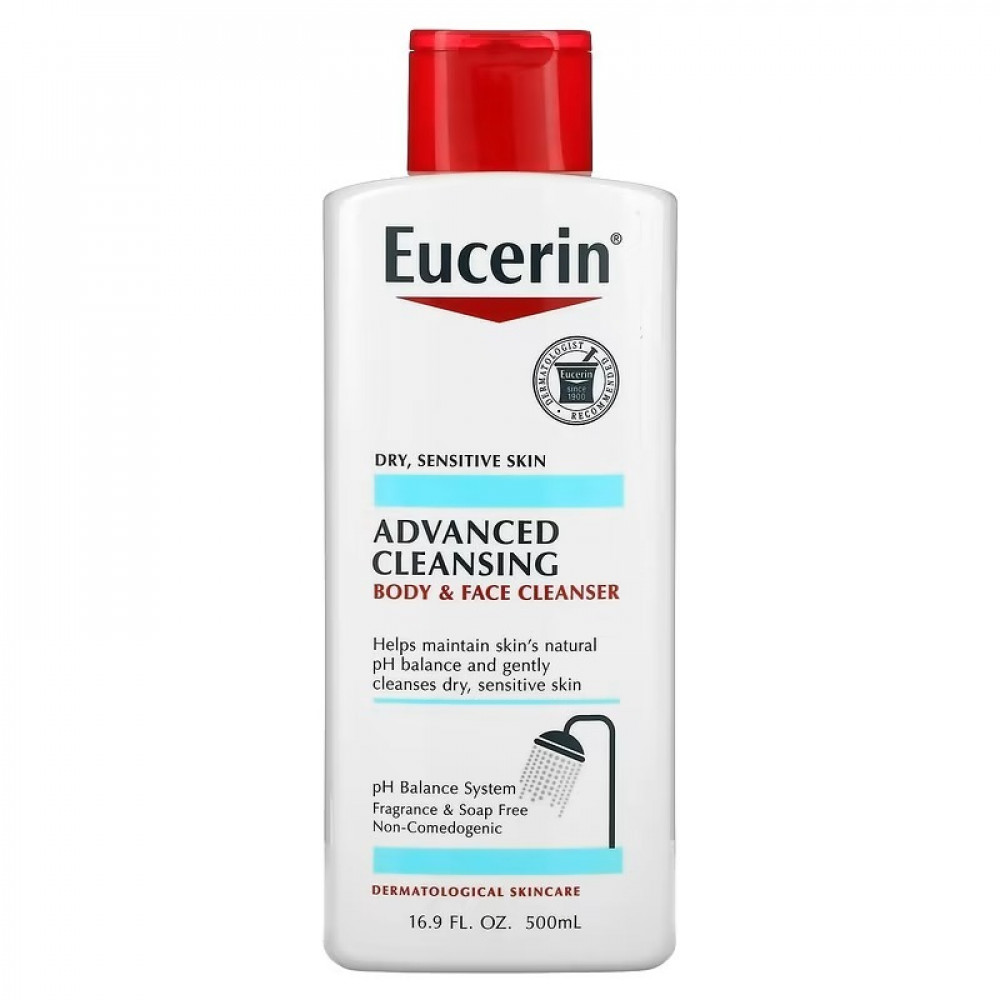 Eucerin®
DERMATOLOGIST RECOMMENDED
Eucerin
since
1900
DRY, SENSITIVE SKIN
ADVANCED
CLEANSING
BODY & FACE CLEANSER
Helps maintain skin's natural
pH balance and gently
cleanses dry, sensitive skin
pH Balance System
Fragrance & Soap Free
Non-Comedogenic
DERMATOLOGICAL SKINCARE
16.9 FL. OZ. 500mL